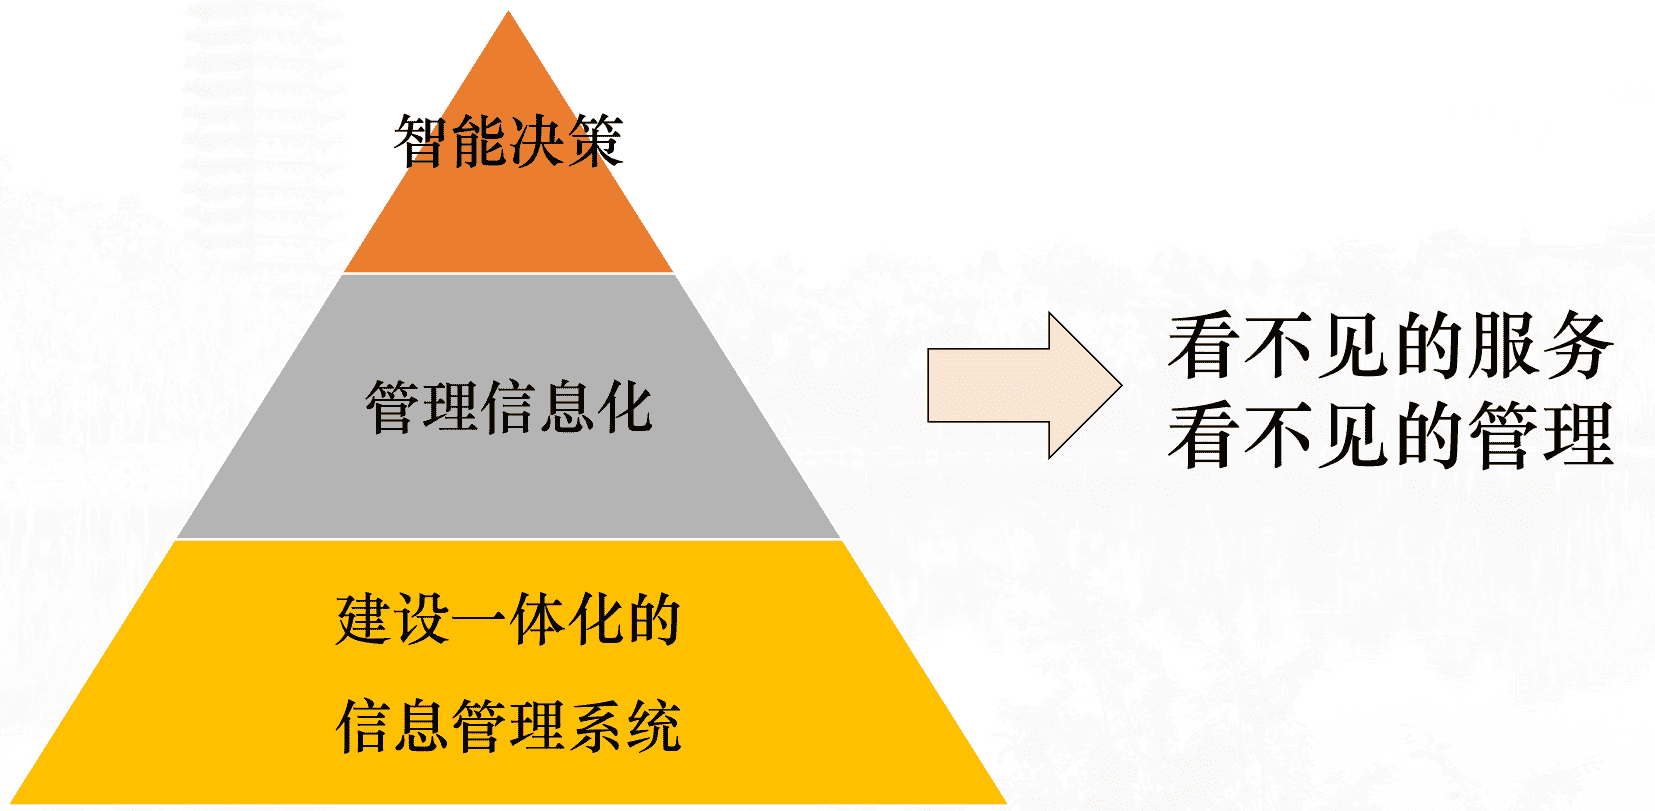 智能决策
管理信息化
建设一体化的
信息管理系统
看不见的服务
看不见的管理